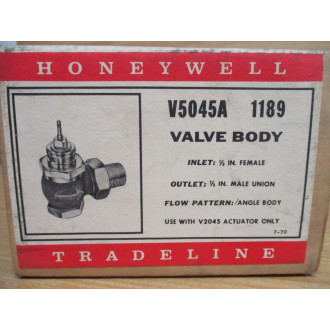 HONEYWELL
V5045A 1189
VALVE BODY
INLET: ½ IN. FEMALE
OUTLET: ½ IN. MALE UNION
FLOW PATTERN: ANGLE BODY
USE WITH V2045 ACTUATOR ONLY
7-70
TRADELINE